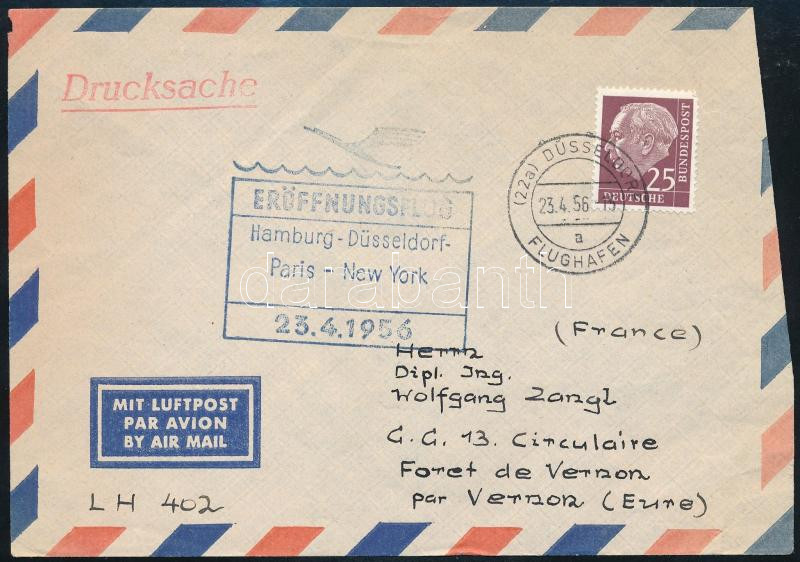 Drucksache
DEUTSCHE
BUNDESPOST
25
(22a) DÜSSELDORF
23.4.56
a
FLUGHAFEN
ERÖFFNUNGSFLUG
Hamburg-Düsseldorf-
Paris - New York
23.4.1956
darabanth
(France)
Herrn
Dipl. Ing.
Wolfgang Zangl
G.G. 13. Circulaire
Foret de Vernon
par Vernon (Eure)
MIT LUFTPOST
PAR AVION
BY AIR MAIL
LH 402